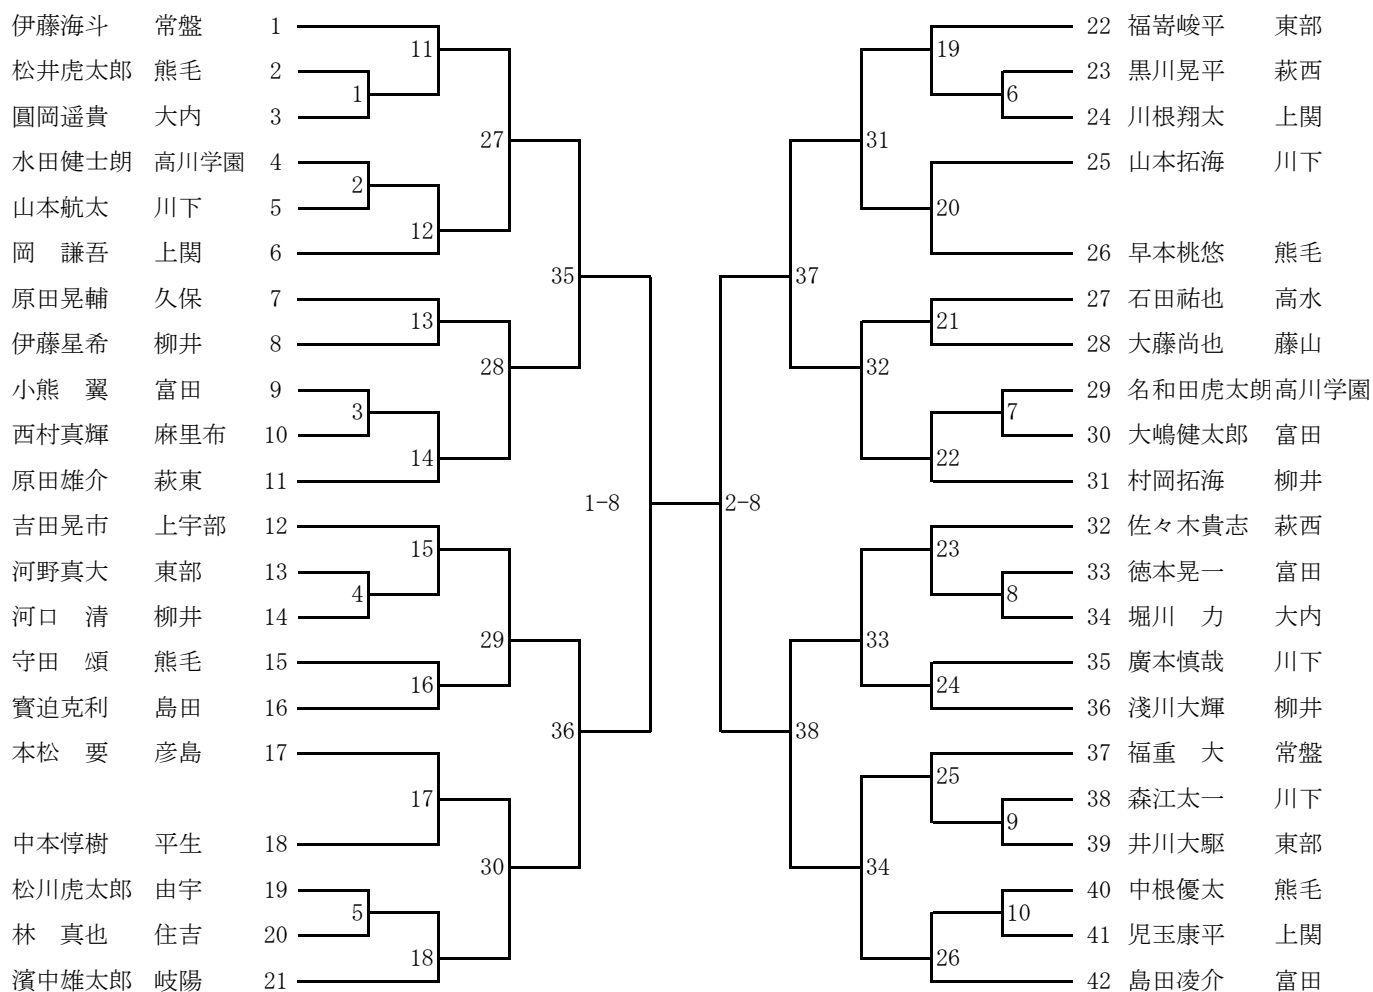 伊藤海斗 常盤 1
松井虎太郎 熊毛 2
圓岡遥貴 大内 3
水田健士朗 高川学園 4
山本航太 川下 5
岡 謙吾 上関 6
原田晃輔 久保 7
伊藤星希 柳井 8
小熊 翼 富田 9
西村真輝 麻里布 10
原田雄介 萩東 11
吉田晃市 上宇部 12
河野真大 東部 13
河口 清 柳井 14
守田 頌 熊毛 15
寳迫克利 島田 16
本松 要 彦島 17
中本惇樹 平生 18
松川虎太郎 由宇 19
林 真也 住吉 20
濱中雄太郎 岐陽 21
11
1
27
2
12
35
13
28
3
14
1-8
15
4
29
16
36
17
30
5
18
22 福嵜峻平 東部
23 黒川晃平 萩西
24 川根翔太 上関
25 山本拓海 川下
26 早本桃悠 熊毛
27 石田祐也 高水
28 大藤尚也 藤山
29 名和田虎太朗 高川学園
30 大嶋健太郎 富田
31 村岡拓海 柳井
32 佐々木貴志 萩西
33 徳本晃一 富田
34 堀川 力 大内
35 廣本慎哉 川下
36 淺川大輝 柳井
37 福重 大 常盤
38 森江太一 川下
39 井川大駆 東部
40 中根優太 熊毛
41 児玉康平 上関
42 島田凌介 富田
19
6
31
20
37
21
32
7
22
2-8
23
8
33
24
38
25
9
34
10
26